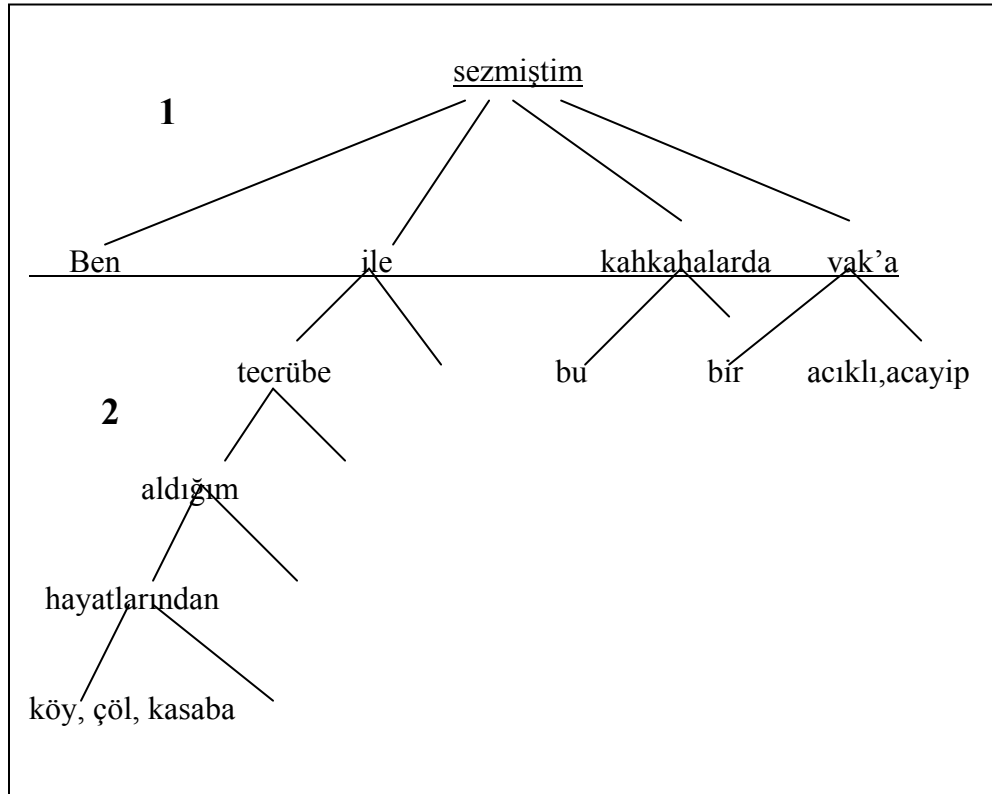 sezmiştim
1
Ben ile kahkahalarda vak’a
tecrübe bu bir acıklı,acayip
2
aldığım
hayatlarından
köy, çöl, kasaba